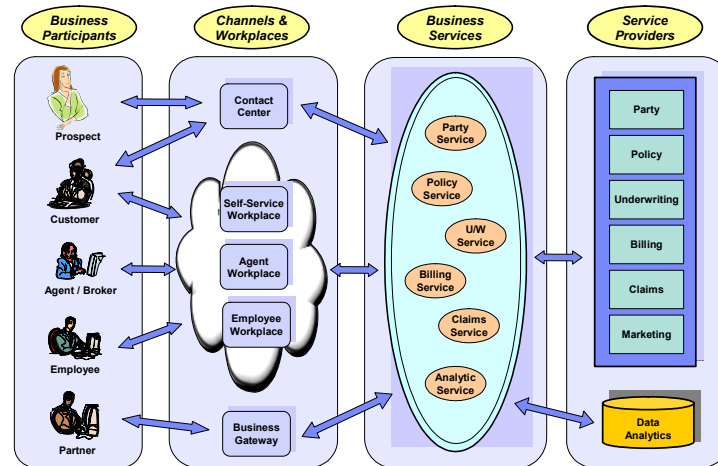 Business
Participants
Channels &
Workplaces
Business
Services
Service
Providers
Prospect
Customer
Agent / Broker
Employee
Partner
Contact
Center
Self-Service
Workplace
Agent
Workplace
Employee
Workplace
Business
Gateway
Party
Service
Policy
Service
U/W
Service
Billing
Service
Claims
Service
Analytic
Service
Party
Policy
Underwriting
Billing
Claims
Marketing
Data
Analytics